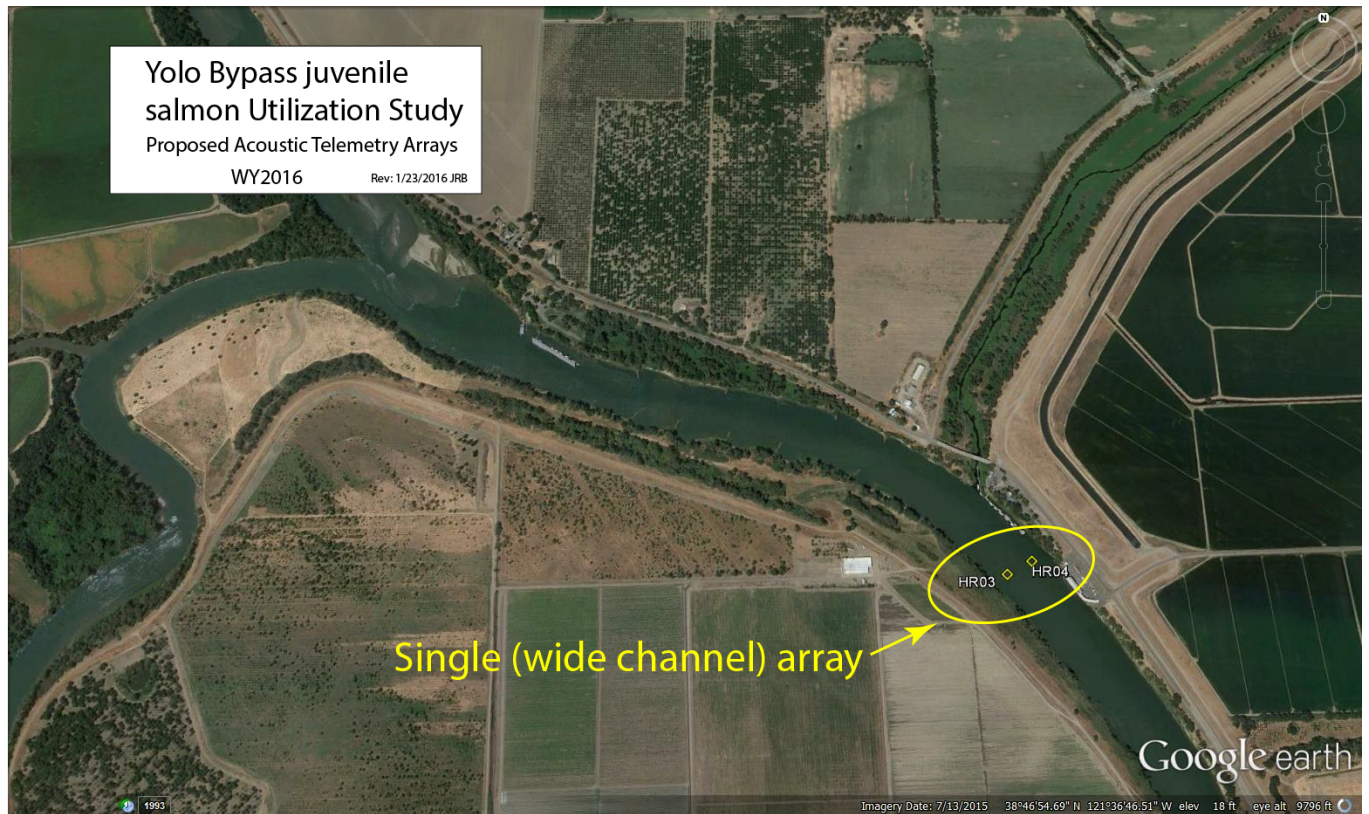 Yolo Bypass juvenile
salmon Utilization Study
Proposed Acoustic Telemetry Arrays
WY2016 Rev: 1/23/2016 JRB
N
HR03 HR04
Single (wide channel) array
Google earth
1993
Imagery Date: 7/13/2015 38°46'54.69" N 121°36'46.51" W elev 18 ft eye alt 9796 ft